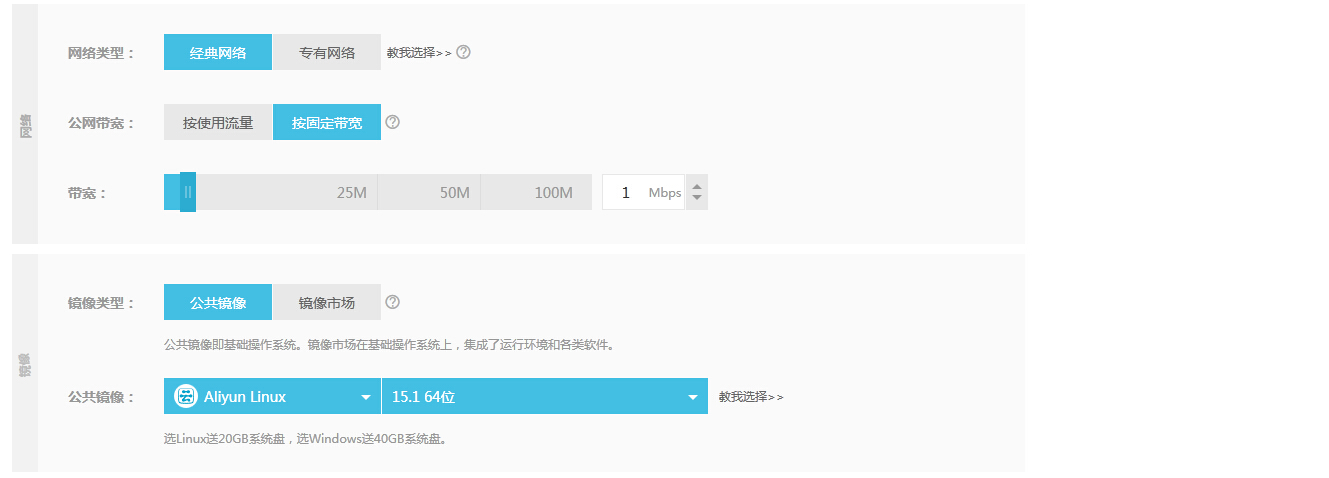 网络
网络类型： 经典网络 专有网络 教我选择>>
公网带宽： 按使用流量 按固定带宽
带宽： 25M 50M 100M 1 Mbps
镜像
镜像类型： 公共镜像 镜像市场
公共镜像即基础操作系统。镜像市场在基础操作系统上，集成了运行环境和各类软件。
公共镜像： Aliyun Linux 15.1 64位 教我选择>>
选Linux送20GB系统盘，选Windows送40GB系统盘。